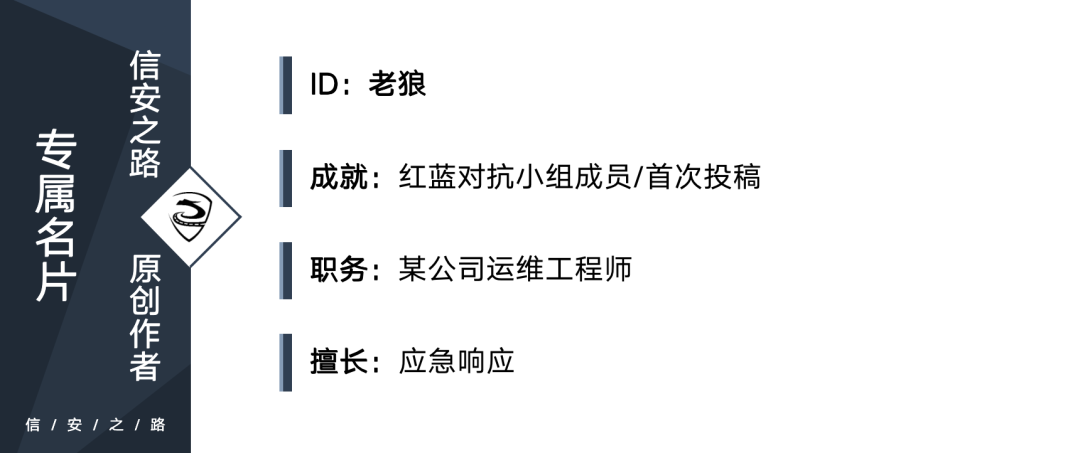 专属名片
信安之路 原创作者
信/安/之/路
ID：老狼
成就：红蓝对抗小组成员/首次投稿
职务：某公司运维工程师
擅长：应急响应